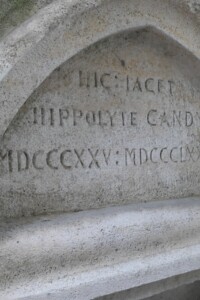 HIC: IACET
HIPPOLYTE CAND
MDCCCXXV: MDCCCLX